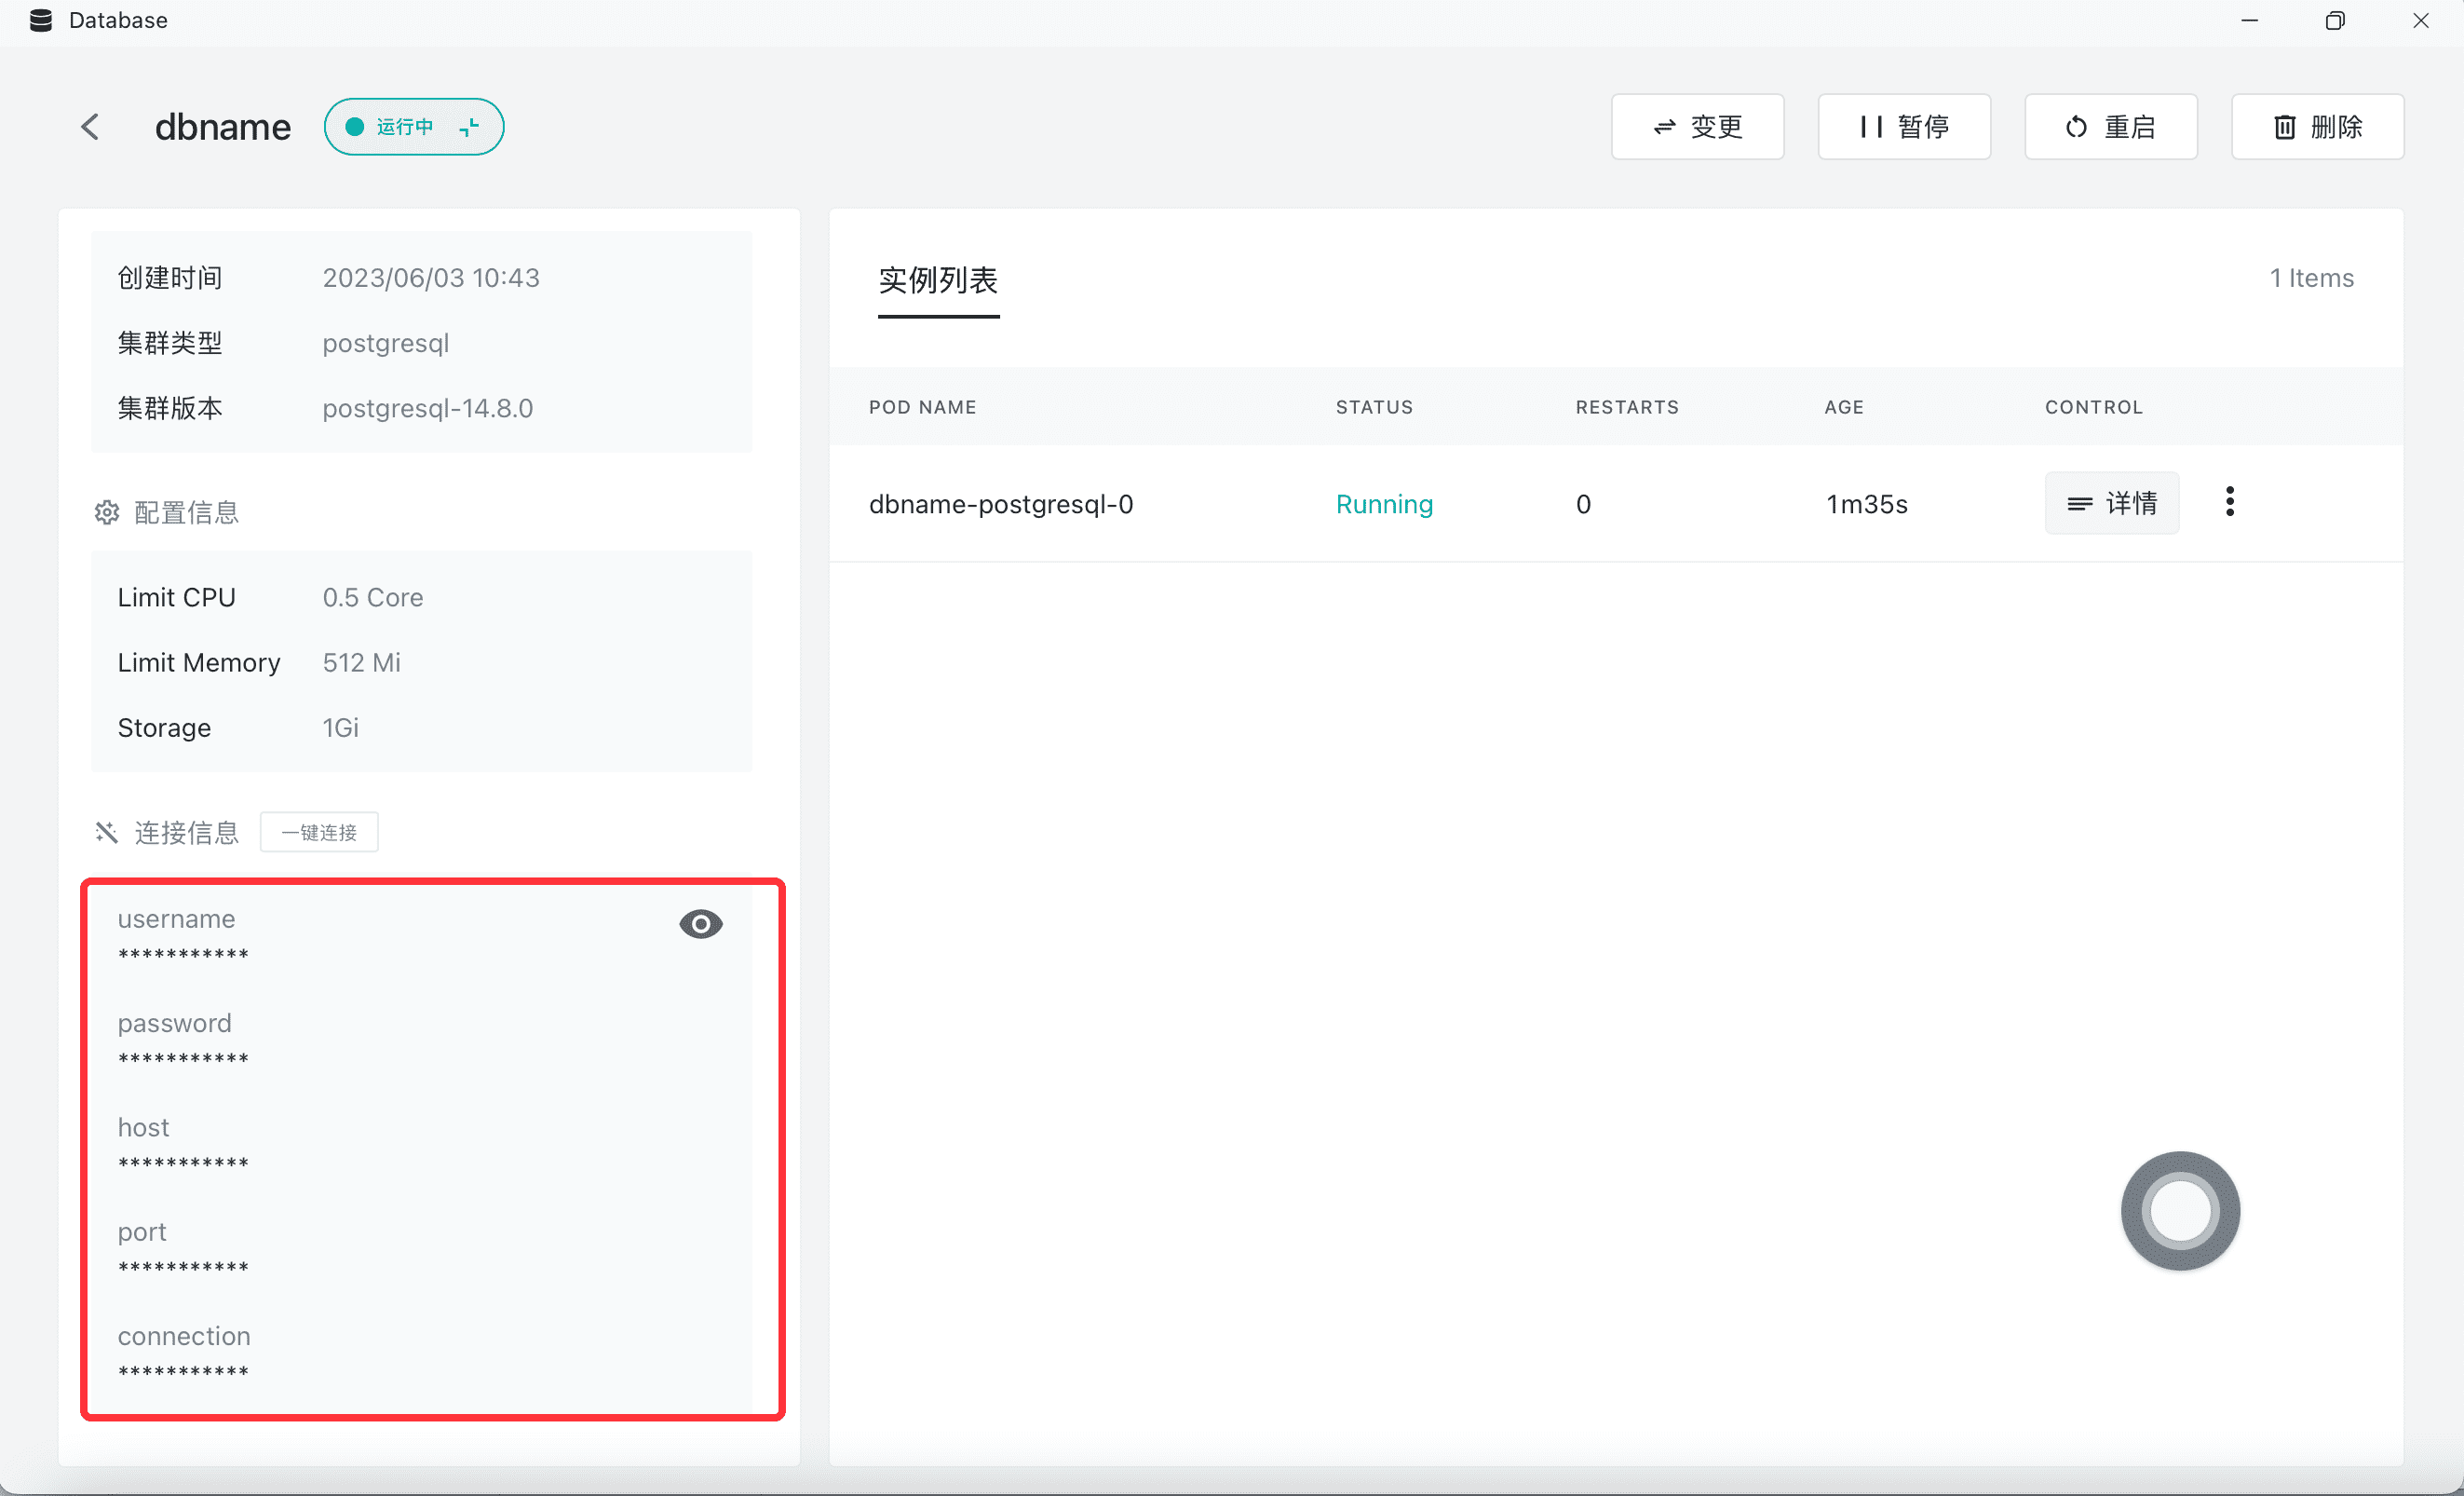 Database
dbname
运行中
变更
暂停
重启
删除
创建时间 2023/06/03 10:43
集群类型 postgresql
集群版本 postgresql-14.8.0
配置信息
Limit CPU 0.5 Core
Limit Memory 512 Mi
Storage 1Gi
连接信息 一键连接
username
***********
password
***********
host
***********
port
***********
connection
***********
实例列表 1 Items
POD NAME STATUS RESTARTS AGE CONTROL
dbname-postgresql-0 Running 0 1m35s 详情